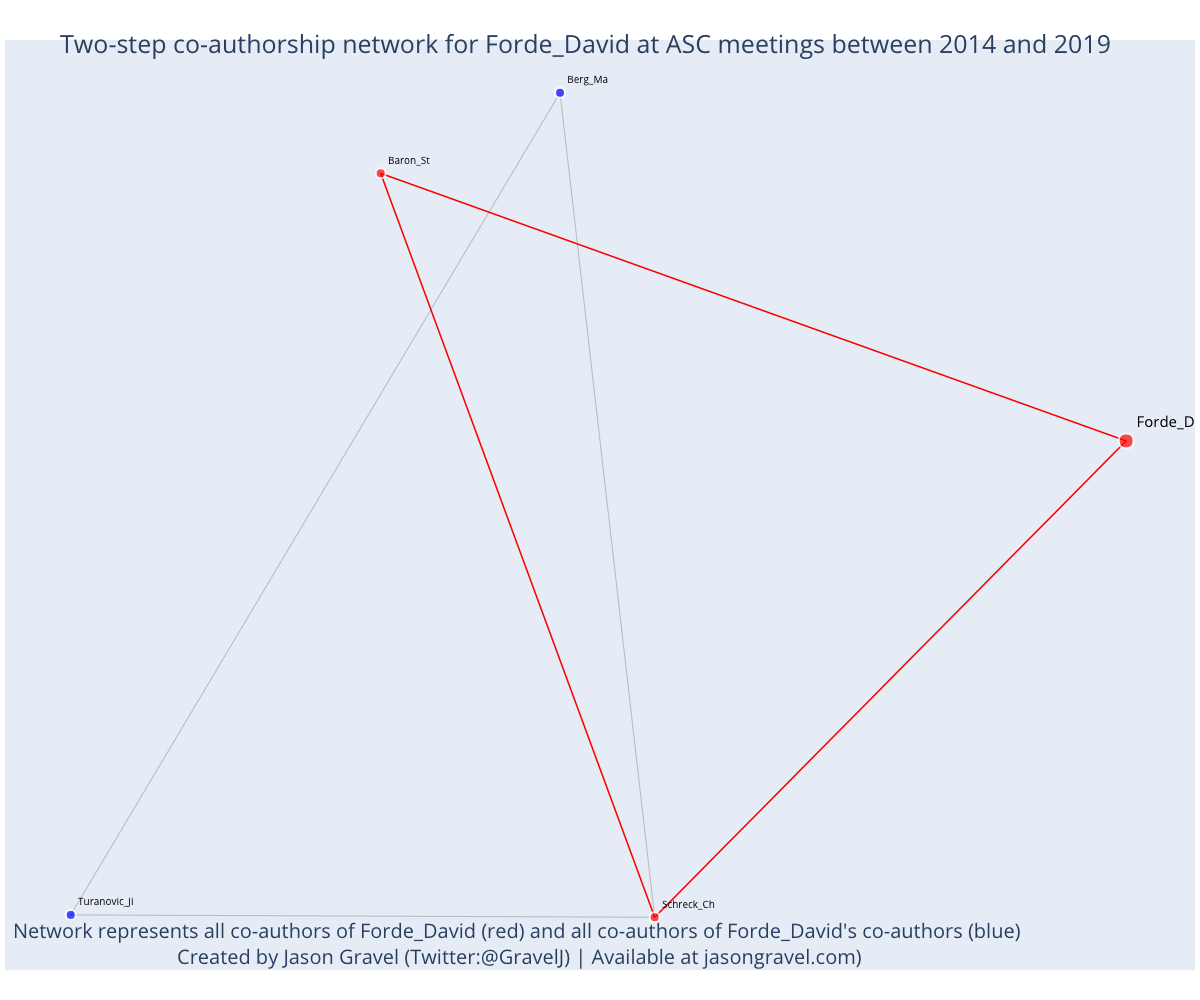 Two-step co-authorship network for Forde_David at ASC meetings between 2014 and 2019
Berg_Ma
Baron_St
Forde_D
Turanovic_Ji
Schreck_Ch
Network represents all co-authors of Forde_David (red) and all co-authors of Forde_David's co-authors (blue)
Created by Jason Gravel (Twitter:@GravelJ) | Available at jasongravel.com)